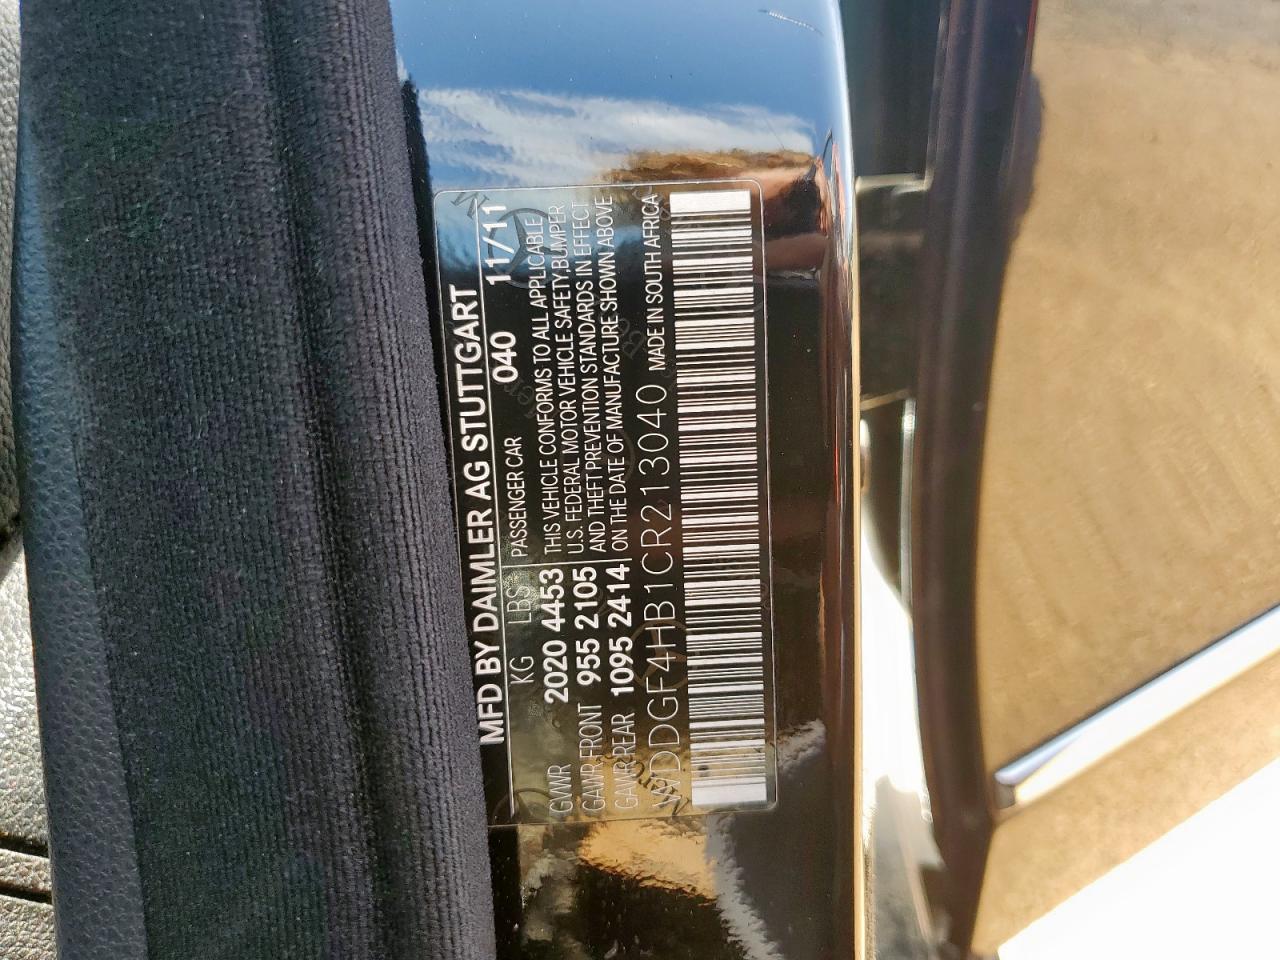 MFD BY DAIMLER AG STUTTGART
KG LBS PASSENGER CAR 040 11/11
GVWR 2020 4453 THIS VEHICLE CONFORMS TO ALL APPLICABLE
GAWR FRONT 955 2105 U.S. FEDERAL MOTOR VEHICLE SAFETY,BUMPER
AND THEFT PREVENTION STANDARDS IN EFFECT
GAWR REAR 1095 2414 ON THE DATE OF MANUFACTURE SHOWN ABOVE
WDDGF4HB1CR213040 MADE IN SOUTH AFRICA